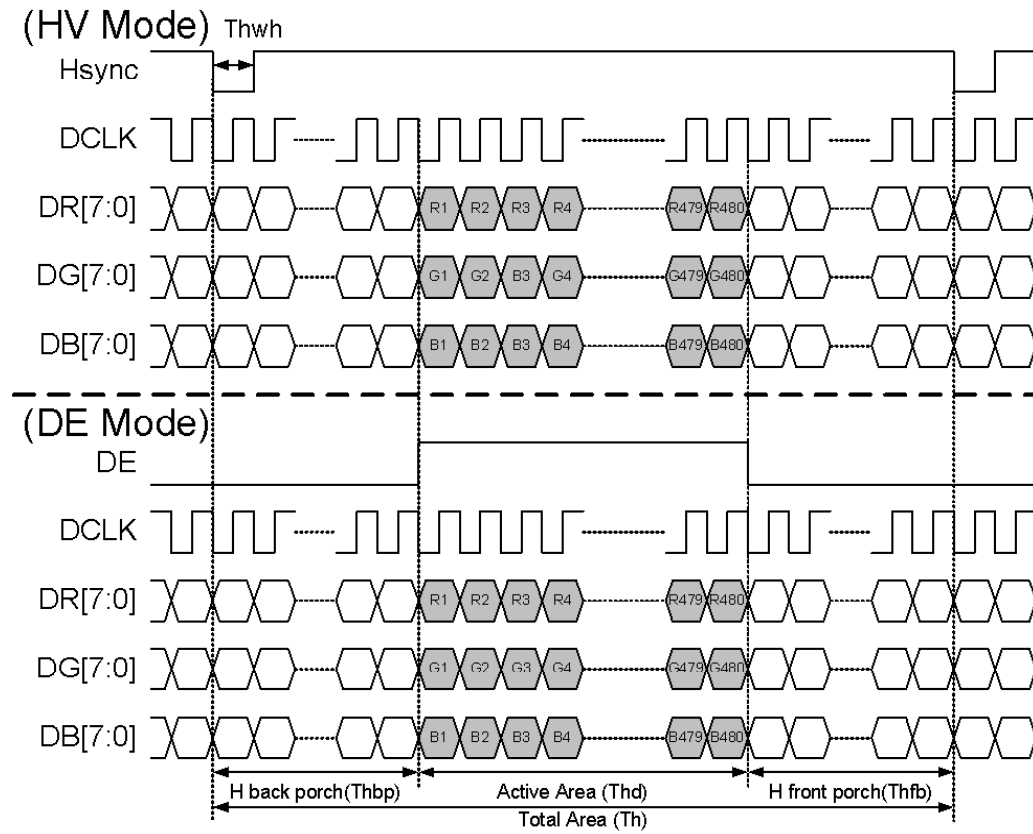 (HV Mode) Thwh
Hsync
DCLK
DR[7:0] R1 R2 R3 R4 R479 R480
DG[7:0] G1 G2 B3 G4 G479 G480
DB[7:0] B1 B2 B3 B4 B479 B480
(DE Mode)
DE
DCLK
DR[7:0] R1 R2 R3 R4 R479 R480
DG[7:0] G1 G2 G3 G4 G479 G480
DB[7:0] B1 B2 B3 B4 B479 B480
H back porch(Thbp) Active Area (Thd) H front porch(Thfb)
Total Area (Th)